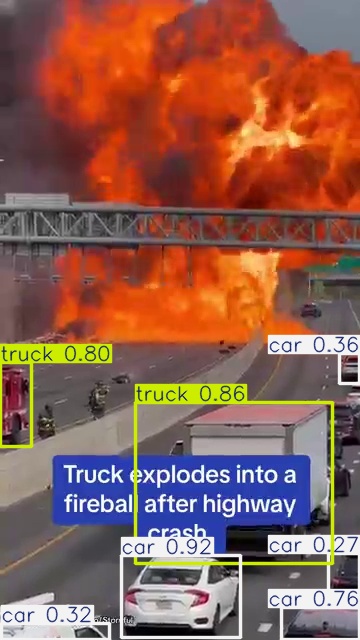 car 0.36
truck 0.80
truck 0.86
Truck explodes into a
fireball after highway
crash
car 0.92
car 0.27
car 0.76
car 0.32